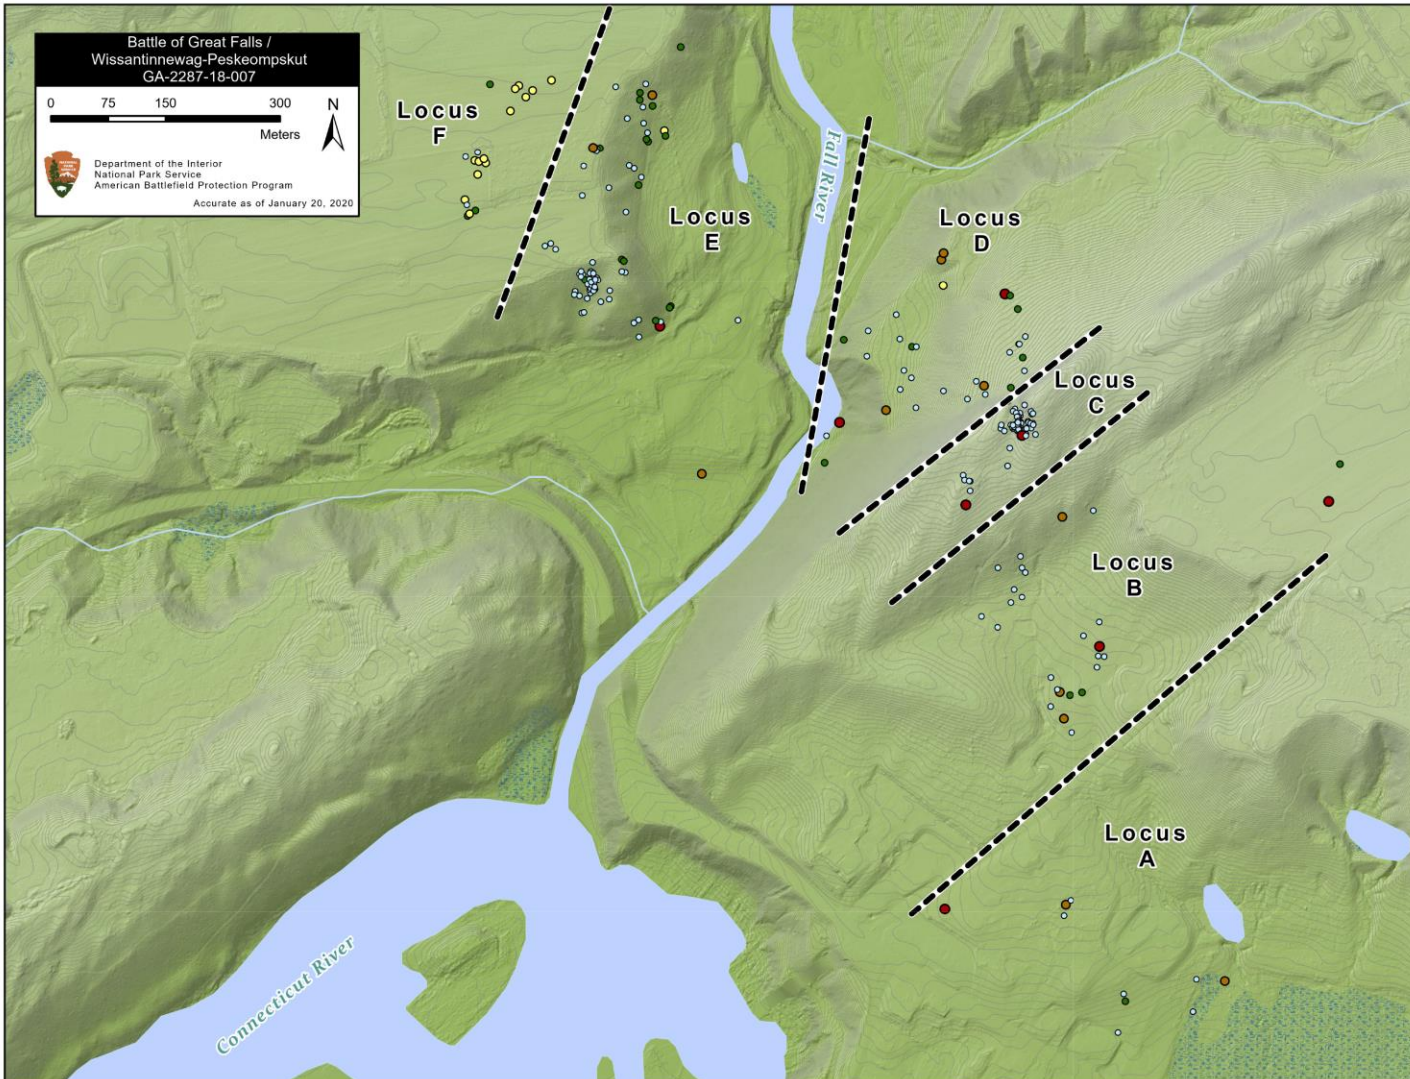 Battle of Great Falls /
Wissantinnewag-Peskeompskut
GA-2287-18-007
0 75 150 300
Meters
N
Department of the Interior
National Park Service
American Battlefield Protection Program
Accurate as of January 20, 2020
Locus
F
Locus
E
Fall River
Locus
D
Locus
C
Locus
B
Locus
A
Connecticut River